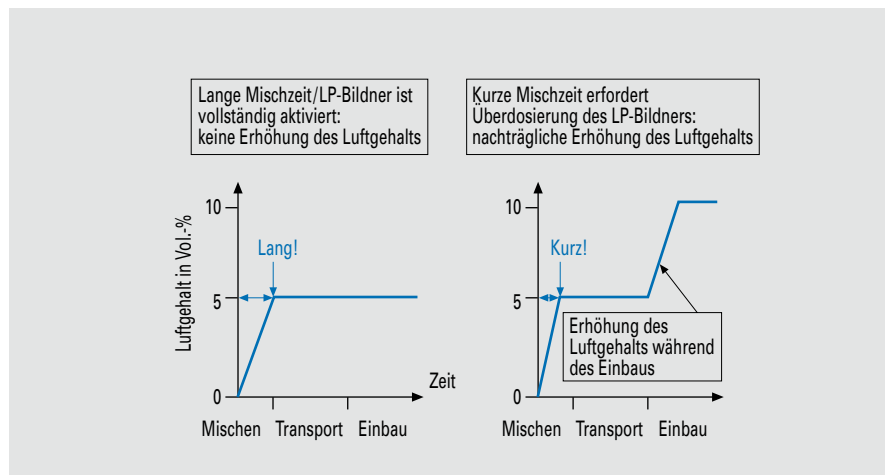 Lange Mischzeit/LP-Bildner ist
vollständig aktiviert:
keine Erhöhung des Luftgehalts
Kurze Mischzeit erfordert
Überdosierung des LP-Bildners:
nachträgliche Erhöhung des Luftgehalts
Luftgehalt in Vol.-%
10
5
0
Lang!
Zeit
Mischen Transport Einbau
10
5
0
Kurz!
Erhöhung des
Luftgehalts während
des Einbaus
Mischen Transport Einbau